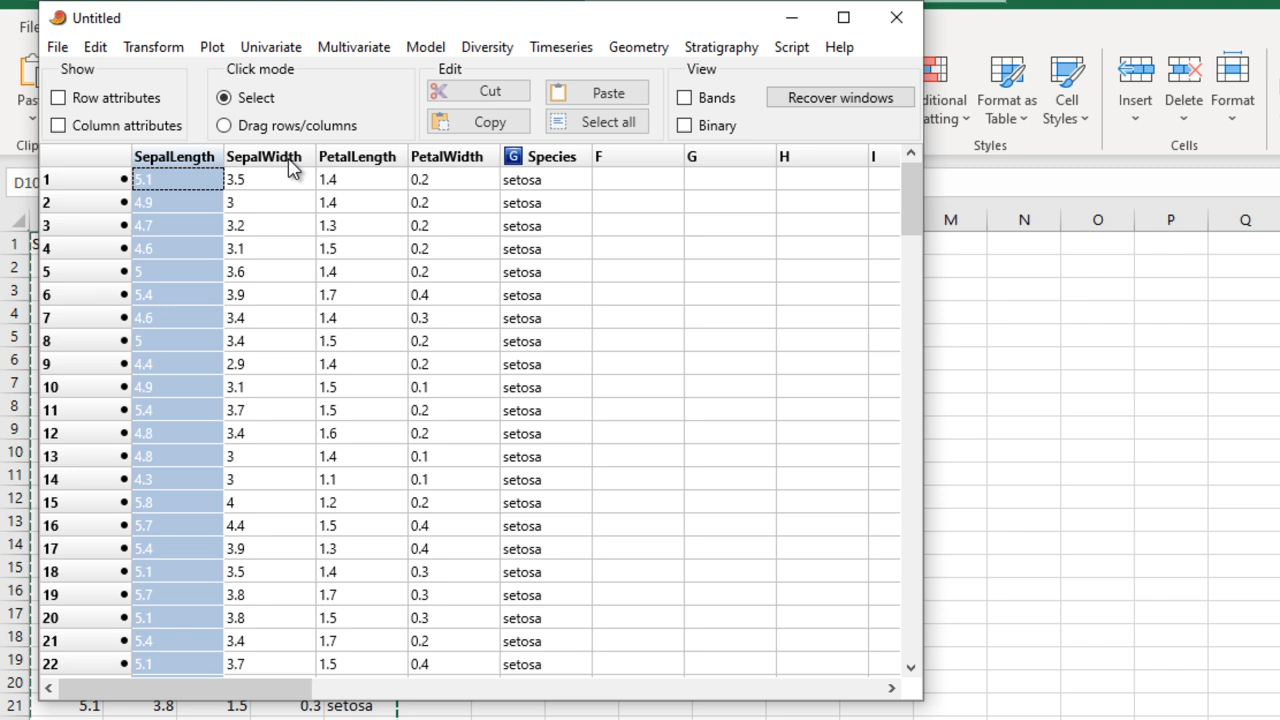 Untitled
File Edit Transform Plot Univariate Multivariate Model Diversity Timeseries Geometry Stratigraphy Script Help
Show Click mode Edit View
Row attributes Select Cut Paste Bands Recover windows
Column attributes Drag rows/columns Copy Select all Binary
SepalLength SepalWidth PetalLength PetalWidth G Species F G H I
1 5.1 3.5 1.4 0.2 setosa
2 4.9 3 1.4 0.2 setosa
3 4.7 3.2 1.3 0.2 setosa
4 4.6 3.1 1.5 0.2 setosa
5 5 3.6 1.4 0.2 setosa
6 5.4 3.9 1.7 0.4 setosa
7 4.6 3.4 1.4 0.3 setosa
8 5 3.4 1.5 0.2 setosa
9 4.4 2.9 1.4 0.2 setosa
10 4.9 3.1 1.5 0.1 setosa
11 5.4 3.7 1.5 0.2 setosa
12 4.8 3.4 1.6 0.2 setosa
13 4.8 3 1.4 0.1 setosa
14 4.3 3 1.1 0.1 setosa
15 5.8 4 1.2 0.2 setosa
16 5.7 4.4 1.5 0.4 setosa
17 5.4 3.9 1.3 0.4 setosa
18 5.1 3.5 1.4 0.3 setosa
19 5.7 3.8 1.7 0.3 setosa
20 5.1 3.8 1.5 0.3 setosa
21 5.4 3.4 1.7 0.2 setosa
22 5.1 3.7 1.5 0.4 setosa
File
Format as Cell Insert Delete Format
Table Styles
Styles Cells
M N O P Q
1 S
2
3
4
5
6
7
8
9
10
11
12
13
14
15
16
17
18
19
20
21 5.1 3.8 1.5 0.3 setosa